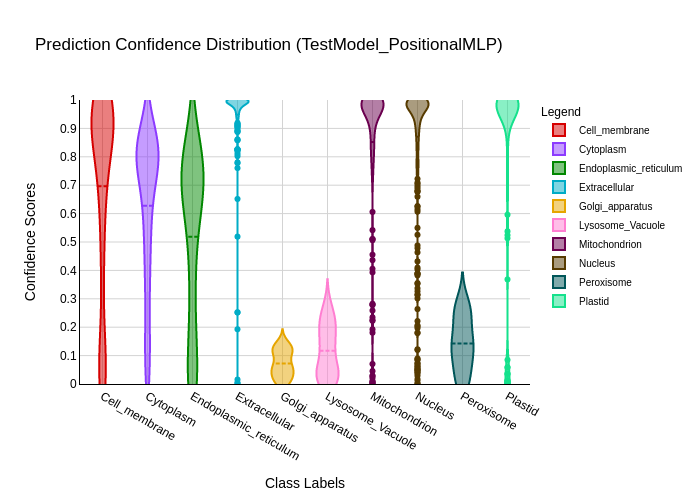 Prediction Confidence Distribution (TestModel_PositionalMLP)
Legend
Cell_membrane
Cytoplasm
Endoplasmic_reticulum
Extracellular
Golgi_apparatus
Lysosome_Vacuole
Mitochondrion
Nucleus
Peroxisome
Plastid
Confidence Scores
1
0.9
0.8
0.7
0.6
0.5
0.4
0.3
0.2
0.1
0
Cell_membrane
Cytoplasm
Endoplasmic_reticulum
Extracellular
Golgi_apparatus
Lysosome_Vacuole
Mitochondrion
Nucleus
Peroxisome
Plastid
Class Labels